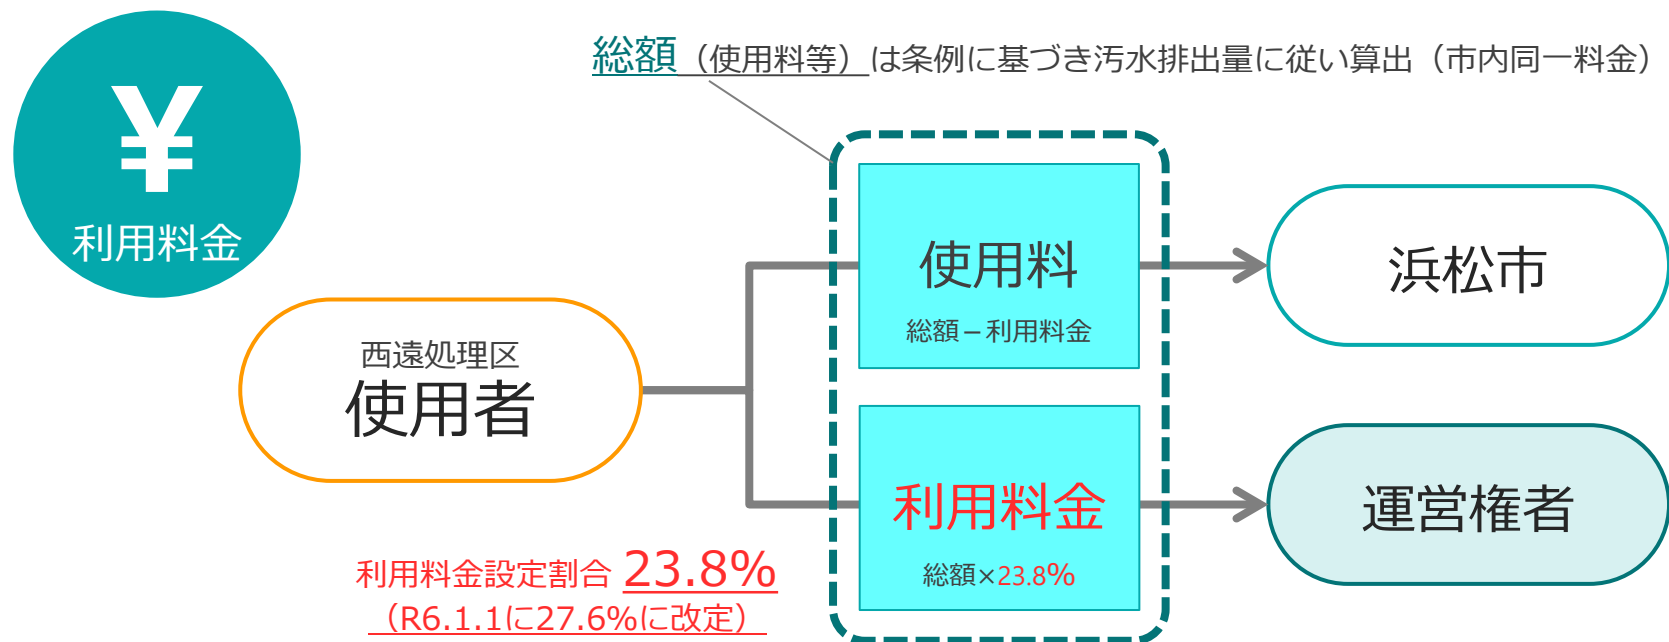 総額（使用料等）は条例に基づき汚水排出量に従い算出（市内同一料金）
¥
利用料金
使用料
総額－利用料金
浜松市
西遠処理区
使用者
利用料金
総額×23.8%
運営権者
利用料金設定割合 23.8%
（R6.1.1に27.6%に改定）